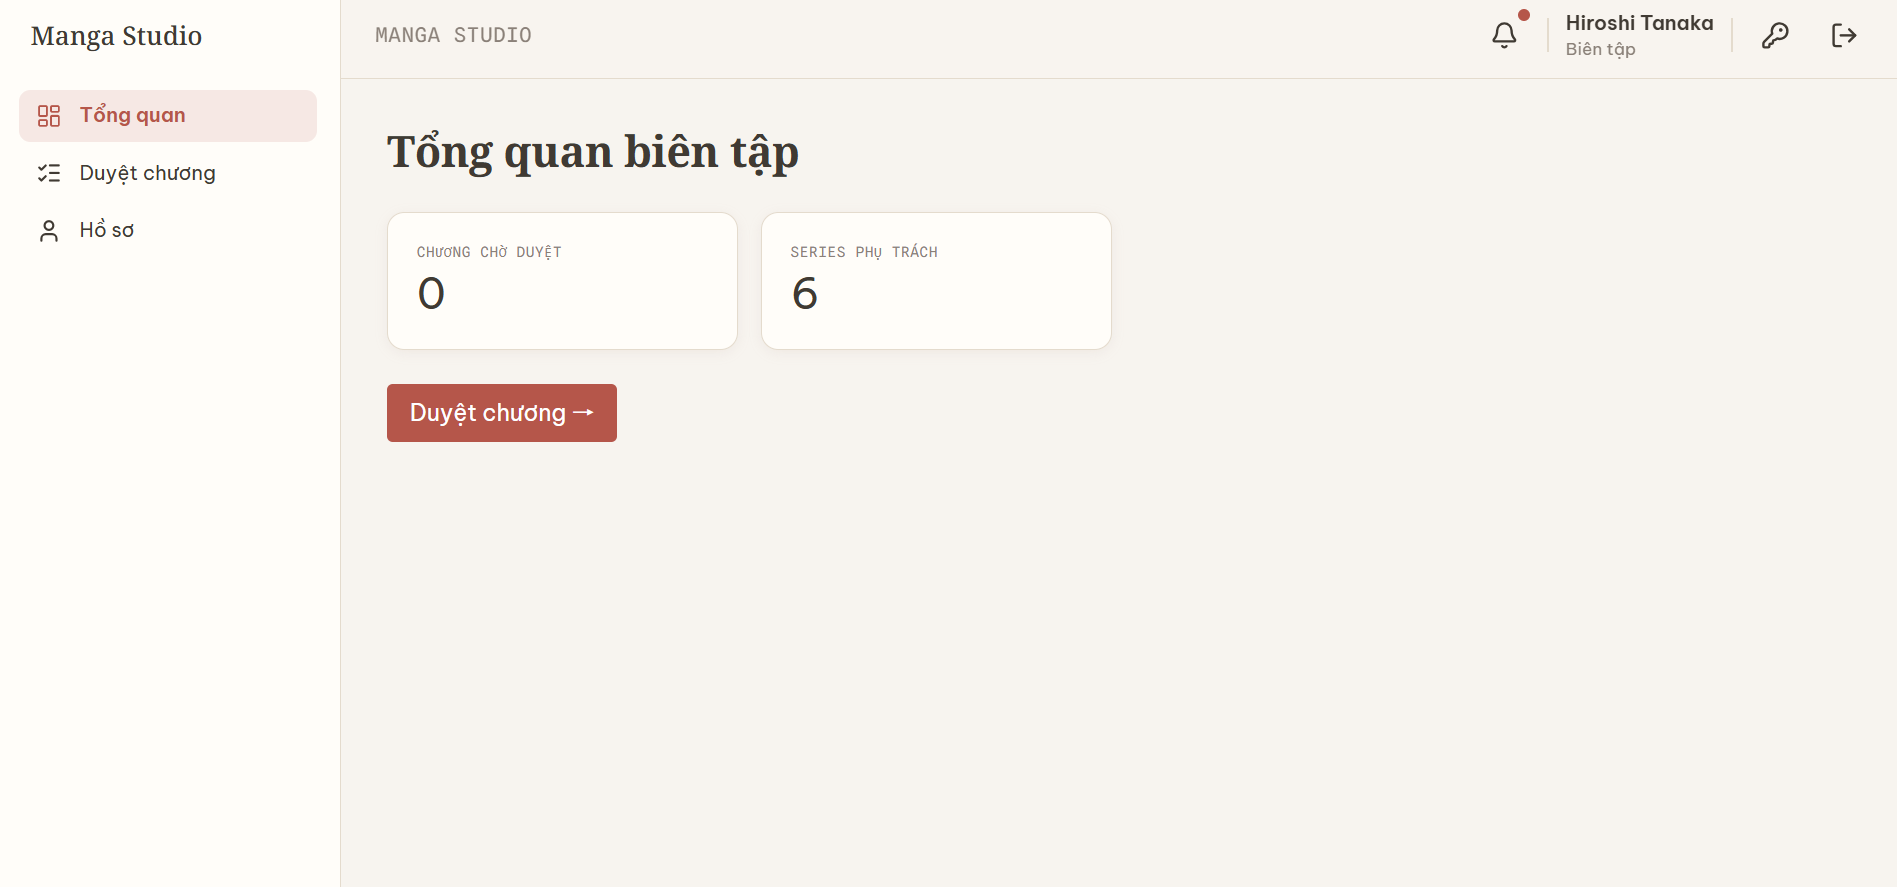 Manga Studio
Tổng quan
Duyệt chương
Hồ sơ
MANGA STUDIO
Hiroshi Tanaka
Biên tập
Tổng quan biên tập
CHƯƠNG CHỜ DUYỆT
0
SERIES PHỤ TRÁCH
6
Duyệt chương →